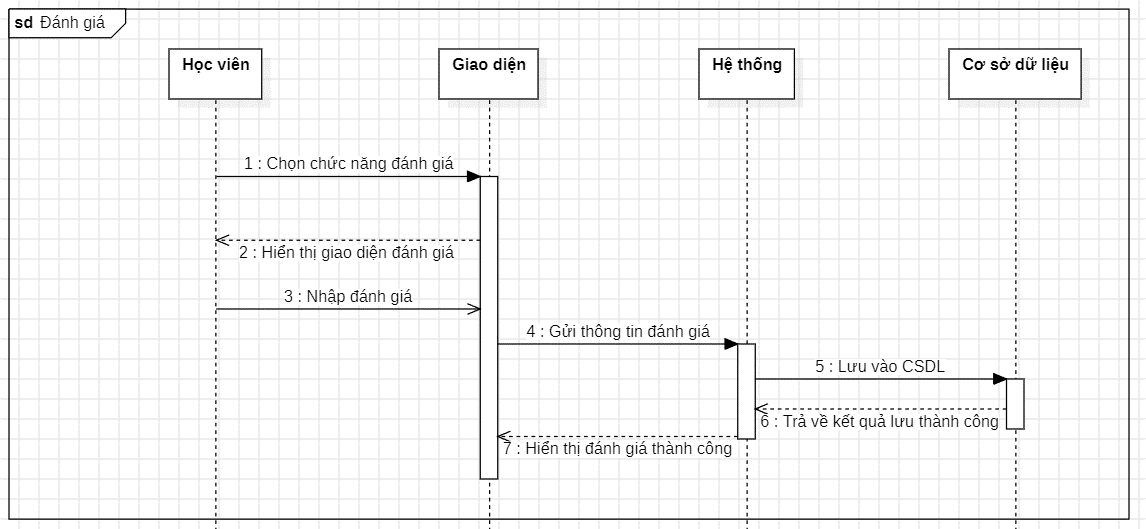 sd Đánh giá
Học viên
Giao diện
Hệ thống
Cơ sở dữ liệu
1 : Chọn chức năng đánh giá
2 : Hiển thị giao diện đánh giá
3 : Nhập đánh giá
4 : Gửi thông tin đánh giá
5 : Lưu vào CSDL
6 : Trả về kết quả lưu thành công
7 : Hiển thị đánh giá thành công